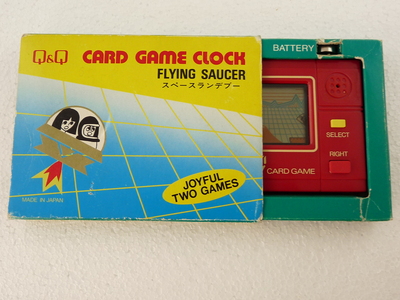 Q&Q CARD GAME CLOCK
FLYING SAUCER
スペースランデブー
JOYFUL
TWO GAMES
MADE IN JAPAN
BATTERY
SELECT
RIGHT
CARD GAME